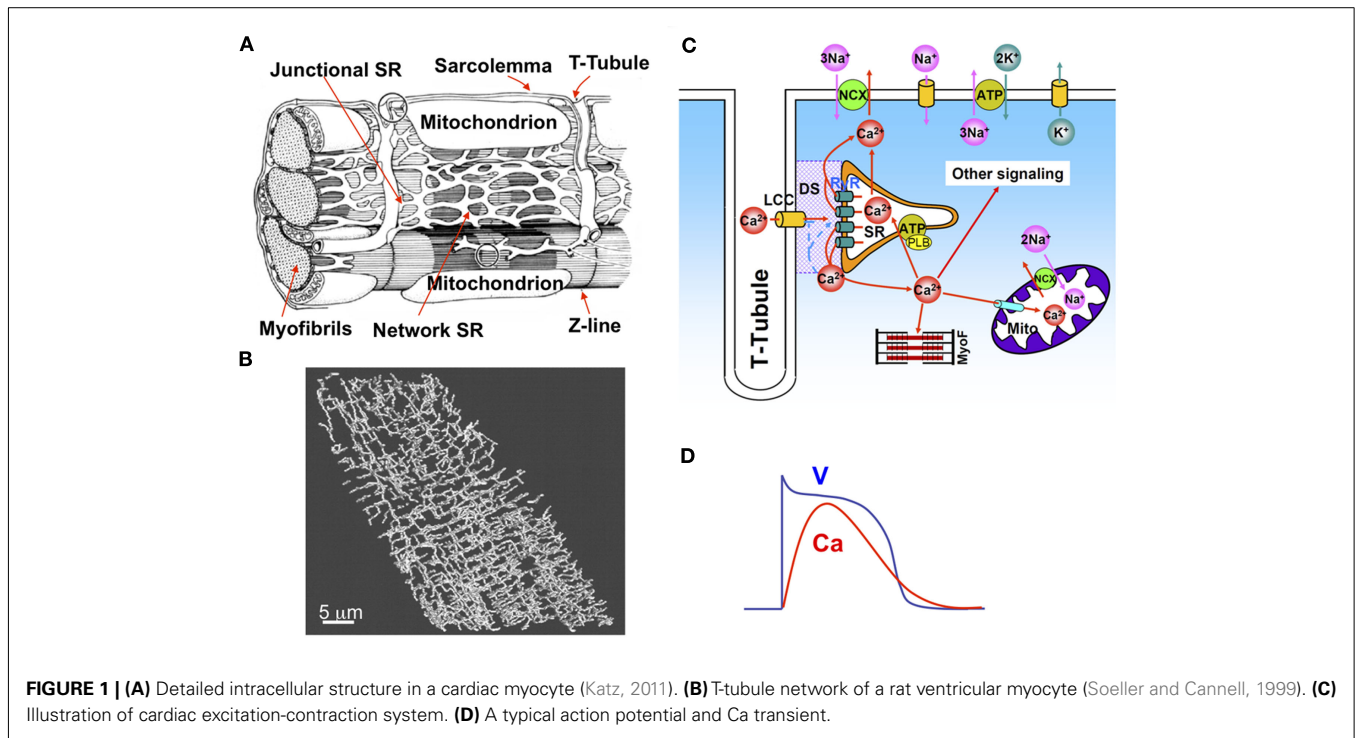 A
Junctional SR
Sarcolemma
T-Tubule
Mitochondrion
Mitochondrion
Myofibrils
Network SR
Z-line
B
5 µm
C
3Na⁺
Na⁺
2K⁺
NCX
ATP
Ca²⁺
3Na⁺
K⁺
Other signaling
DS
RyR
LCC
Ca²⁺
Ca²⁺
SR
ATP
PLB
2Na⁺
Ca²⁺
Ca²⁺
NCX
Na⁺
Ca²⁺
Mito
T-Tubule
MyoF
D
V
Ca
FIGURE 1 | (A) Detailed intracellular structure in a cardiac myocyte (Katz, 2011). (B) T-tubule network of a rat ventricular myocyte (Soeller and Cannell, 1999). (C)
Illustration of cardiac excitation-contraction system. (D) A typical action potential and Ca transient.